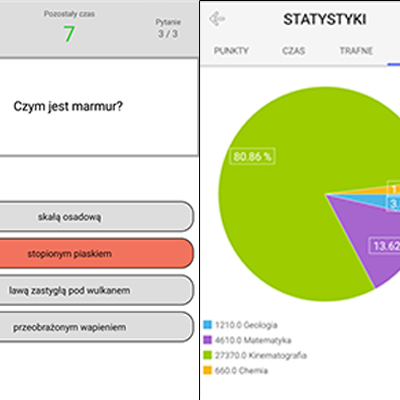 Pozostały czas
7
Pytanie
3 / 3
Czym jest marmur?
skałą osadową
stopionym piaskiem
lawą zastygłą pod wulkanem
przeobrażonym wapieniem
STATYSTYKI
PUNKTY CZAS TRAFNE
80.86 %
1
3.
13.62
1210.0 Geologia
4610.0 Matematyka
27370.0 Kinematografia
660.0 Chemia